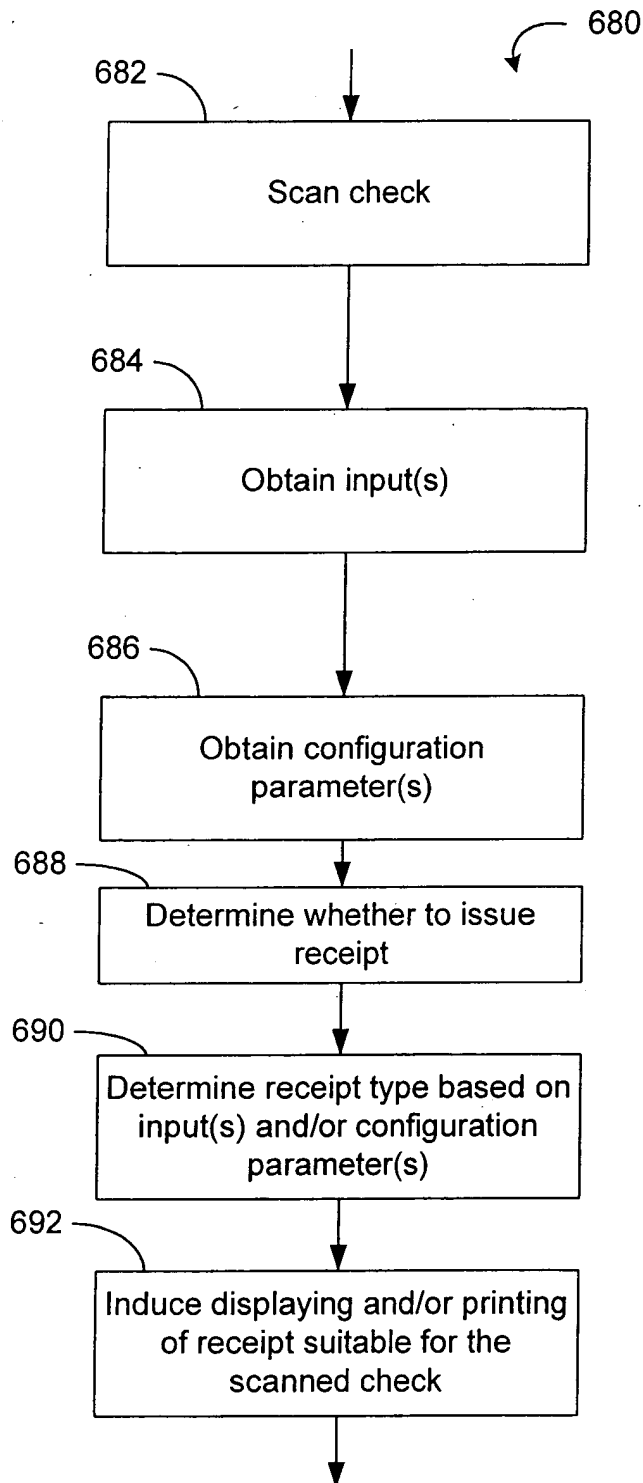 680
682
Scan check
684
Obtain input(s)
686
Obtain configuration
parameter(s)
688
Determine whether to issue
receipt
690
Determine receipt type based on
input(s) and/or configuration
parameter(s)
692
Induce displaying and/or printing
of receipt suitable for the
scanned check